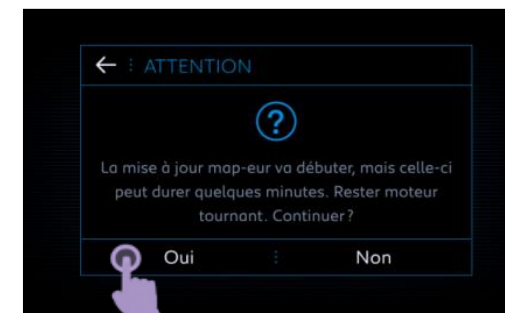 ATTENTION
?
La mise à jour map-eur va débuter, mais celle-ci
peut durer quelques minutes. Rester moteur
tournant. Continuer ?
Oui Non